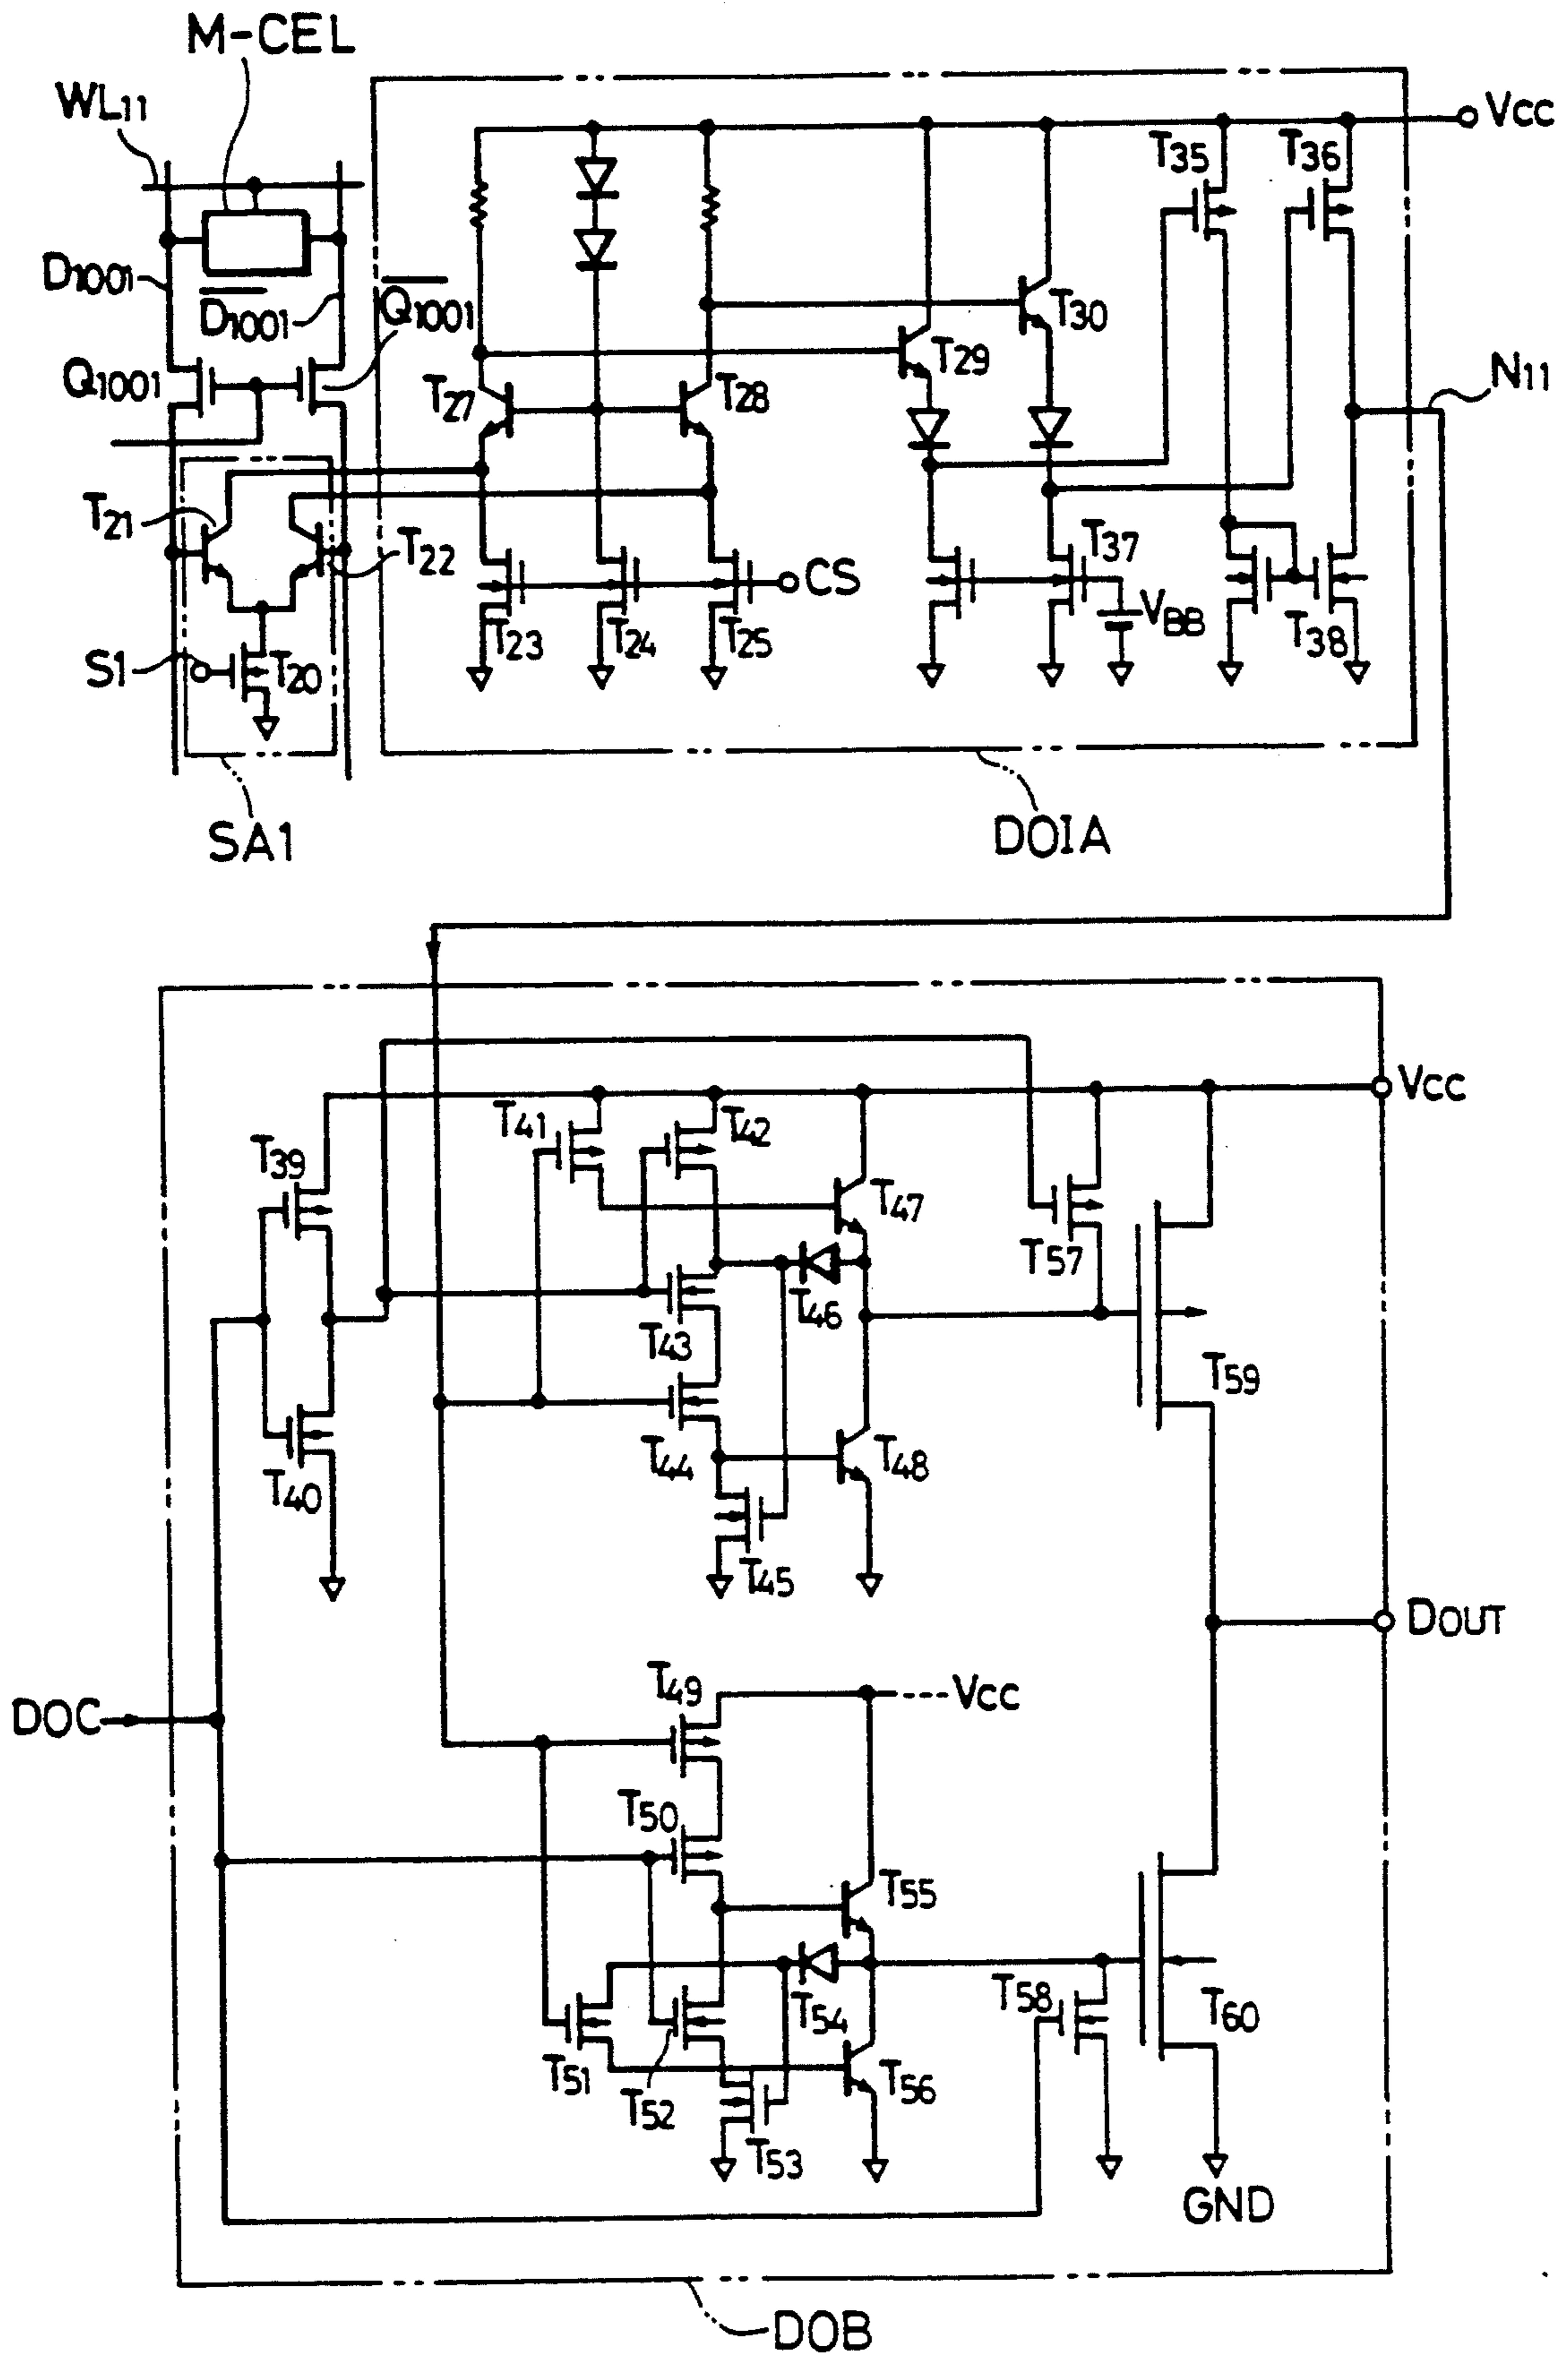 M-CEL
WL11
VCC
T35
T36
D1001
D1001
Q1001
Q1001
T30
T29
N11
T27
T28
T21
T22
T37
CS
VBB
T23
T24
T25
T38
S1
T20
SA1
DOIA
VCC
T41
T42
T39
T47
T57
T46
T43
T59
T44
T48
T40
T45
DOUT
T49
VCC
DOC
T50
T55
T58
T54
T60
T51
T52
T56
T53
GND
DOB